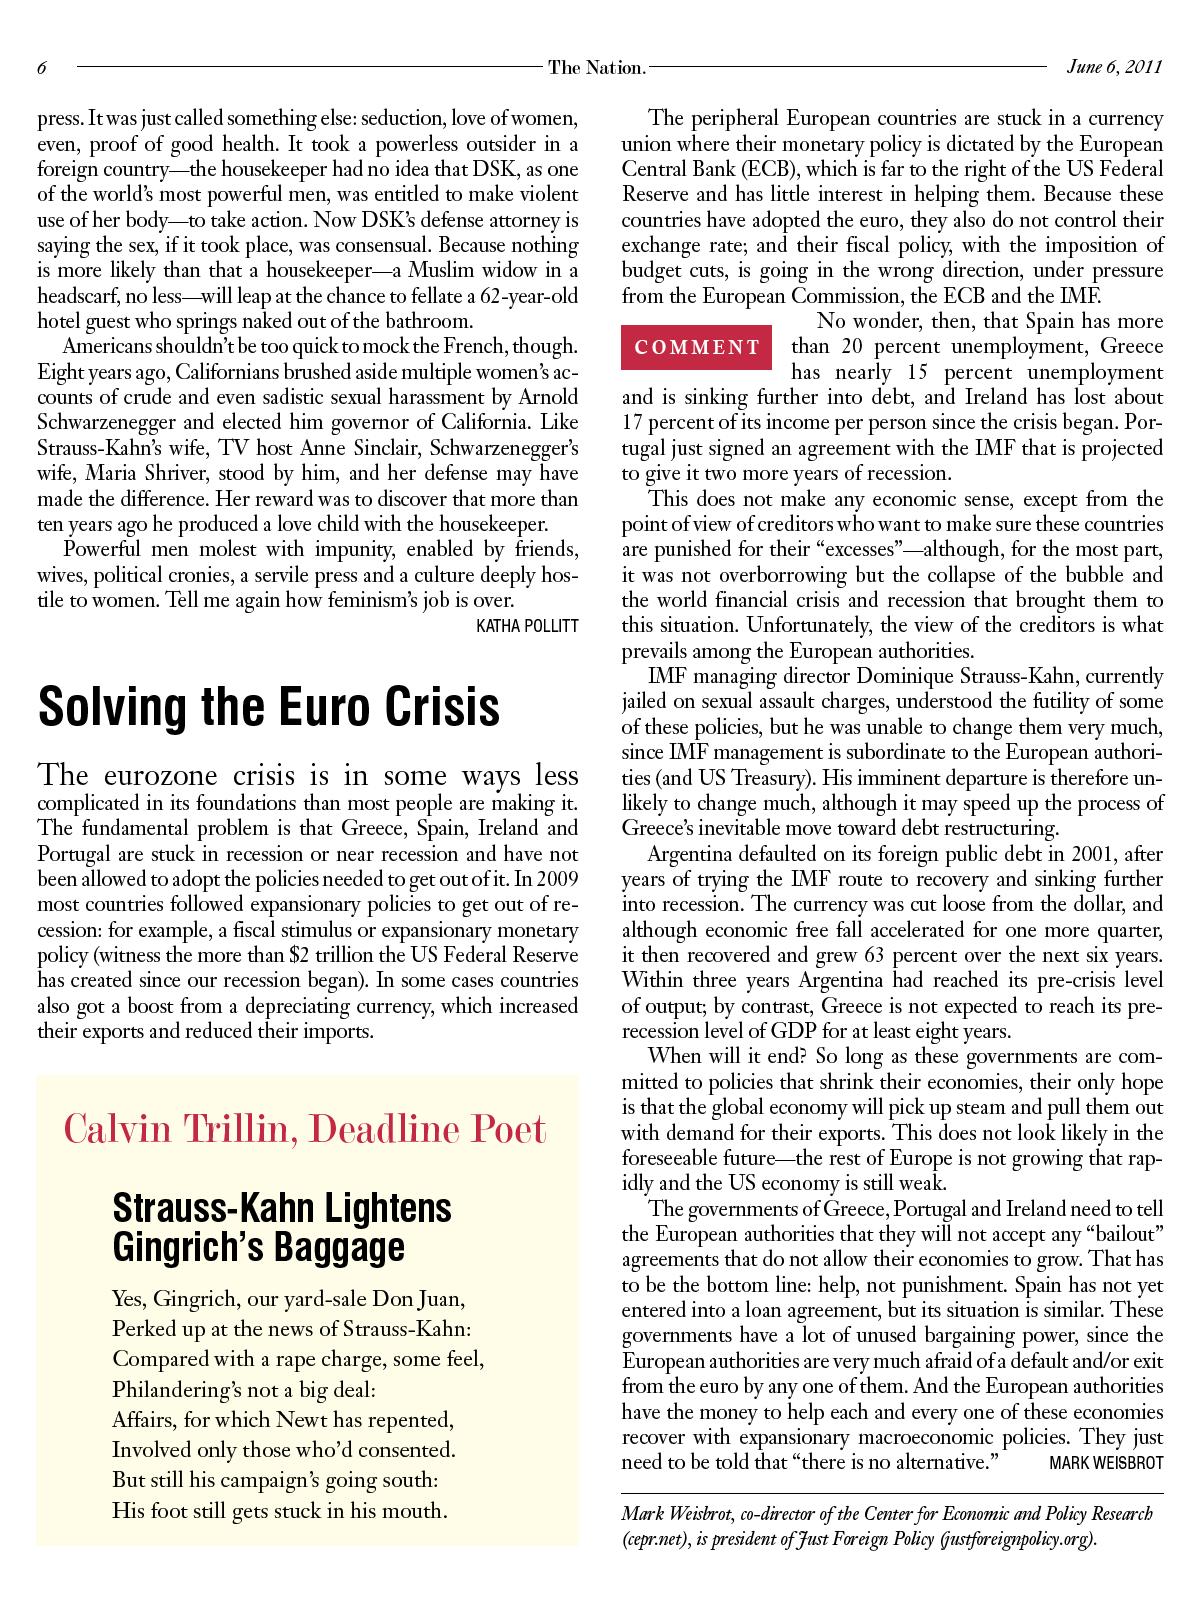 6
The Nation.
June 6, 2011
press. It was just called something else: seduction, love of women,
even, proof of good health. It took a powerless outsider in a
foreign country—the housekeeper had no idea that DSK, as one
of the world's most powerful men, was entitled to make violent
use of her body—to take action. Now DSK's defense attorney is
saying the sex, if it took place, was consensual. Because nothing
is more likely than that a housekeeper—a Muslim widow in a
headscarf, no less—will leap at the chance to fellate a 62-year-old
hotel guest who springs naked out of the bathroom.
Americans shouldn't be too quick to mock the French, though.
Eight years ago, Californians brushed aside multiple women's ac-
counts of crude and even sadistic sexual harassment by Arnold
Schwarzenegger and elected him governor of California. Like
Strauss-Kahn's wife, TV host Anne Sinclair, Schwarzenegger's
wife, Maria Shriver, stood by him, and her defense may have
made the difference. Her reward was to discover that more than
ten years ago he produced a love child with the housekeeper.
Powerful men molest with impunity, enabled by friends,
wives, political cronies, a servile press and a culture deeply hos-
tile to women. Tell me again how feminism's job is over.
KATHA POLLITT
Solving the Euro Crisis
The eurozone crisis is in some ways less
complicated in its foundations than most people are making it.
The fundamental problem is that Greece, Spain, Ireland and
Portugal are stuck in recession or near recession and have not
been allowed to adopt the policies needed to get out of it. In 2009
most countries followed expansionary policies to get out of re-
cession: for example, a fiscal stimulus or expansionary monetary
policy (witness the more than $2 trillion the US Federal Reserve
has created since our recession began). In some cases countries
also got a boost from a depreciating currency, which increased
their exports and reduced their imports.
Calvin Trillin, Deadline Poet
Strauss-Kahn Lightens
Gingrich's Baggage
Yes, Gingrich, our yard-sale Don Juan,
Perked up at the news of Strauss-Kahn:
Compared with a rape charge, some feel,
Philandering's not a big deal:
Affairs, for which Newt has repented,
Involved only those who'd consented.
But still his campaign's going south:
His foot still gets stuck in his mouth.
The peripheral European countries are stuck in a currency
union where their monetary policy is dictated by the European
Central Bank (ECB), which is far to the right of the US Federal
Reserve and has little interest in helping them. Because these
countries have adopted the euro, they also do not control their
exchange rate; and their fiscal policy, with the imposition of
budget cuts, is going in the wrong direction, under pressure
from the European Commission, the ECB and the IMF.
COMMENT
No wonder, then, that Spain has more
than 20 percent unemployment, Greece
has nearly 15 percent unemployment
and is sinking further into debt, and Ireland has lost about
17 percent of its income per person since the crisis began. Por-
tugal just signed an agreement with the IMF that is projected
to give it two more years of recession.
This does not make any economic sense, except from the
point of view of creditors who want to make sure these countries
are punished for their “excesses”—although, for the most part,
it was not overborrowing but the collapse of the bubble and
the world financial crisis and recession that brought them to
this situation. Unfortunately, the view of the creditors is what
prevails among the European authorities.
IMF managing director Dominique Strauss-Kahn, currently
jailed on sexual assault charges, understood the futility of some
of these policies, but he was unable to change them very much,
since IMF management is subordinate to the European authori-
ties (and US Treasury). His imminent departure is therefore un-
likely to change much, although it may speed up the process of
Greece's inevitable move toward debt restructuring.
Argentina defaulted on its foreign public debt in 2001, after
years of trying the IMF route to recovery and sinking further
into recession. The currency was cut loose from the dollar, and
although economic free fall accelerated for one more quarter,
it then recovered and grew 63 percent over the next six years.
Within three years Argentina had reached its pre-crisis level
of output; by contrast, Greece is not expected to reach its pre-
recession level of GDP for at least eight years.
When will it end? So long as these governments are com-
mitted to policies that shrink their economies, their only hope
is that the global economy will pick up steam and pull them out
with demand for their exports. This does not look likely in the
foreseeable future—the rest of Europe is not growing that rap-
idly and the US economy is still weak.
The governments of Greece, Portugal and Ireland need to tell
the European authorities that they will not accept any “bailout”
agreements that do not allow their economies to grow. That has
to be the bottom line: help, not punishment. Spain has not yet
entered into a loan agreement, but its situation is similar. These
governments have a lot of unused bargaining power, since the
European authorities are very much afraid of a default and/or exit
from the euro by any one of them. And the European authorities
have the money to help each and every one of these economies
recover with expansionary macroeconomic policies. They just
need to be told that “there is no alternative.” MARK WEISBROT
Mark Weisbrot, co-director of the Center for Economic and Policy Research
(cepr.net), is president of Just Foreign Policy (justforeignpolicy.org).